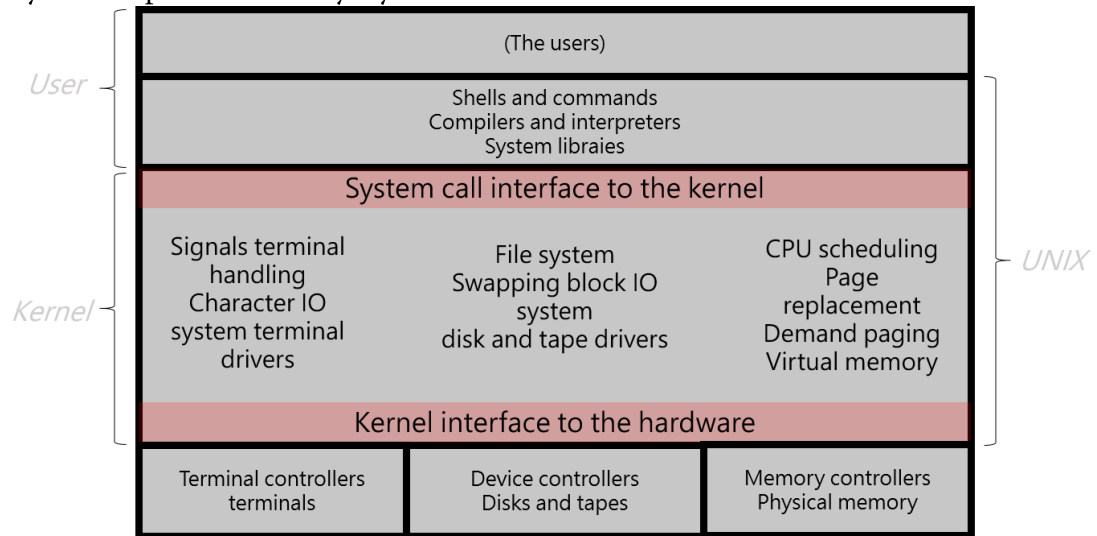 (The users)
User
Shells and commands
Compilers and interpreters
System libraies
System call interface to the kernel
Signals terminal
handling
Character IO
system terminal
drivers
File system
Swapping block IO
system
disk and tape drivers
CPU scheduling
Page
replacement
Demand paging
Virtual memory
Kernel
UNIX
Kernel interface to the hardware
Terminal controllers
terminals
Device controllers
Disks and tapes
Memory controllers
Physical memory